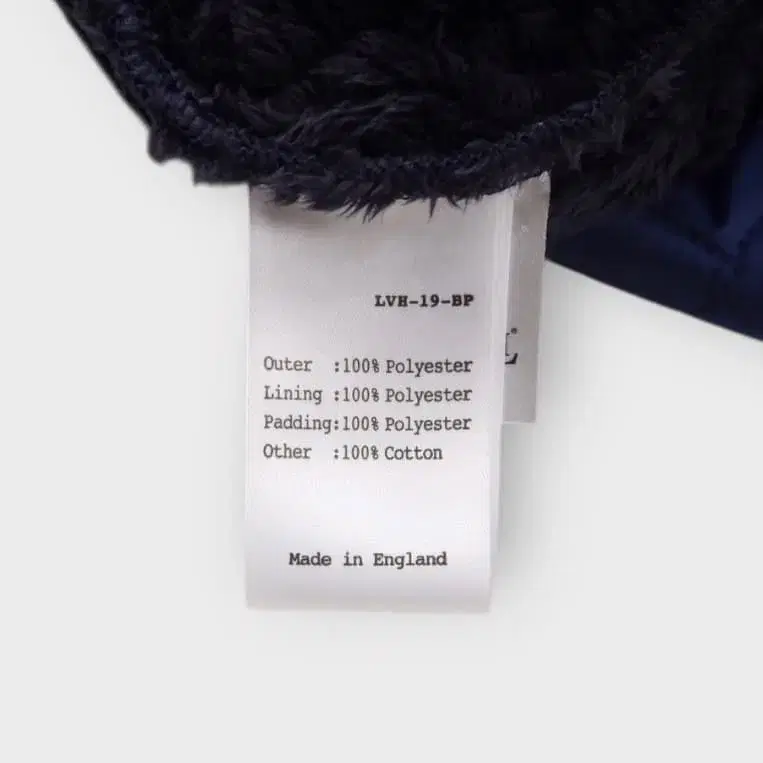 LVH-19-BP
Outer :100% Polyester
Lining :100% Polyester
Padding:100% Polyester
Other :100% Cotton
Made in England
L